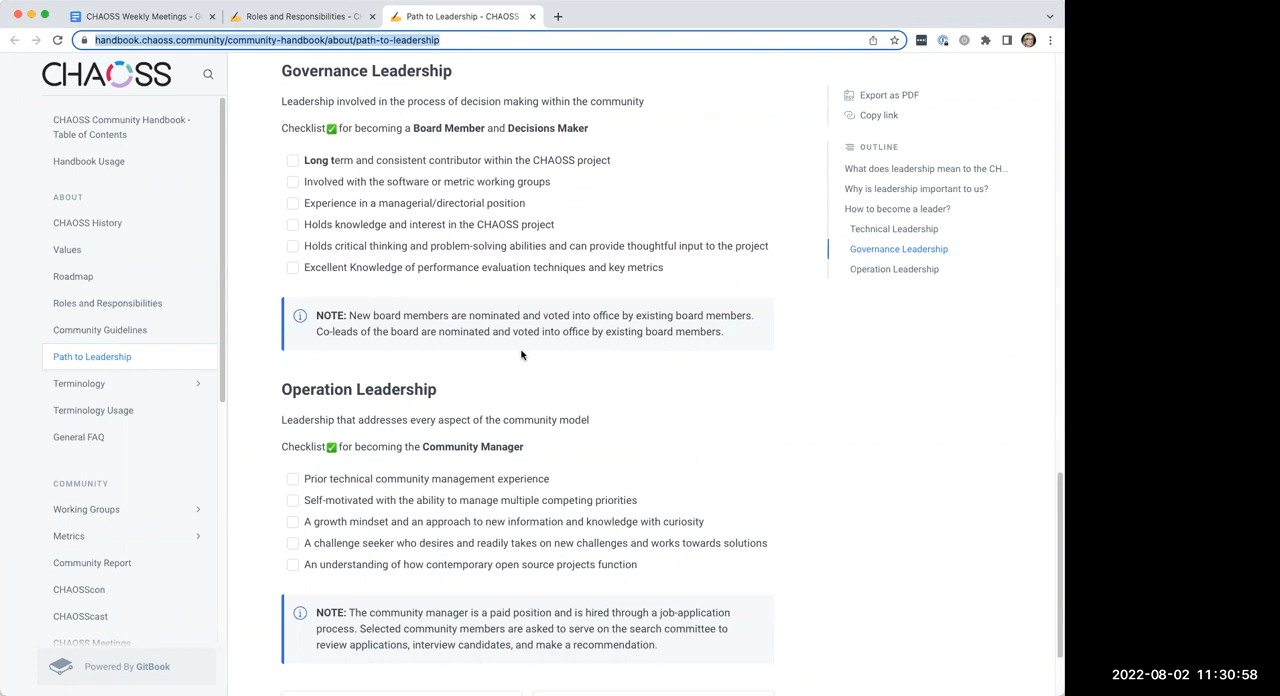 CHAOSS Weekly Meetings - G
Roles and Responsibilities - C
Path to Leadership - CHAOSS
handbook.chaoss.community/community-handbook/about/path-to-leadership
CHAOSS
CHAOSS Community Handbook -
Table of Contents
Handbook Usage
ABOUT
CHAOSS History
Values
Roadmap
Roles and Responsibilities
Community Guidelines
Path to Leadership
Terminology
Terminology Usage
General FAQ
COMMUNITY
Working Groups
Metrics
Community Report
CHAOSScon
CHAOSScast
CHAOSS Meetings
Powered By GitBook
Governance Leadership
Leadership involved in the process of decision making within the community
Checklist✅for becoming a Board Member and Decisions Maker
Long term and consistent contributor within the CHAOSS project
Involved with the software or metric working groups
Experience in a managerial/directorial position
Holds knowledge and interest in the CHAOSS project
Holds critical thinking and problem-solving abilities and can provide thoughtful input to the project
Excellent Knowledge of performance evaluation techniques and key metrics
NOTE: New board members are nominated and voted into office by existing board members.
Co-leads of the board are nominated and voted into office by existing board members.
Operation Leadership
Leadership that addresses every aspect of the community model
Checklist✅for becoming the Community Manager
Prior technical community management experience
Self-motivated with the ability to manage multiple competing priorities
A growth mindset and an approach to new information and knowledge with curiosity
A challenge seeker who desires and readily takes on new challenges and works towards solutions
An understanding of how contemporary open source projects function
NOTE: The community manager is a paid position and is hired through a job-application
process. Selected community members are asked to serve on the search committee to
review applications, interview candidates, and make a recommendation.
Export as PDF
Copy link
OUTLINE
What does leadership mean to the CH...
Why is leadership important to us?
How to become a leader?
Technical Leadership
Governance Leadership
Operation Leadership
2022-08-02 11:30:58